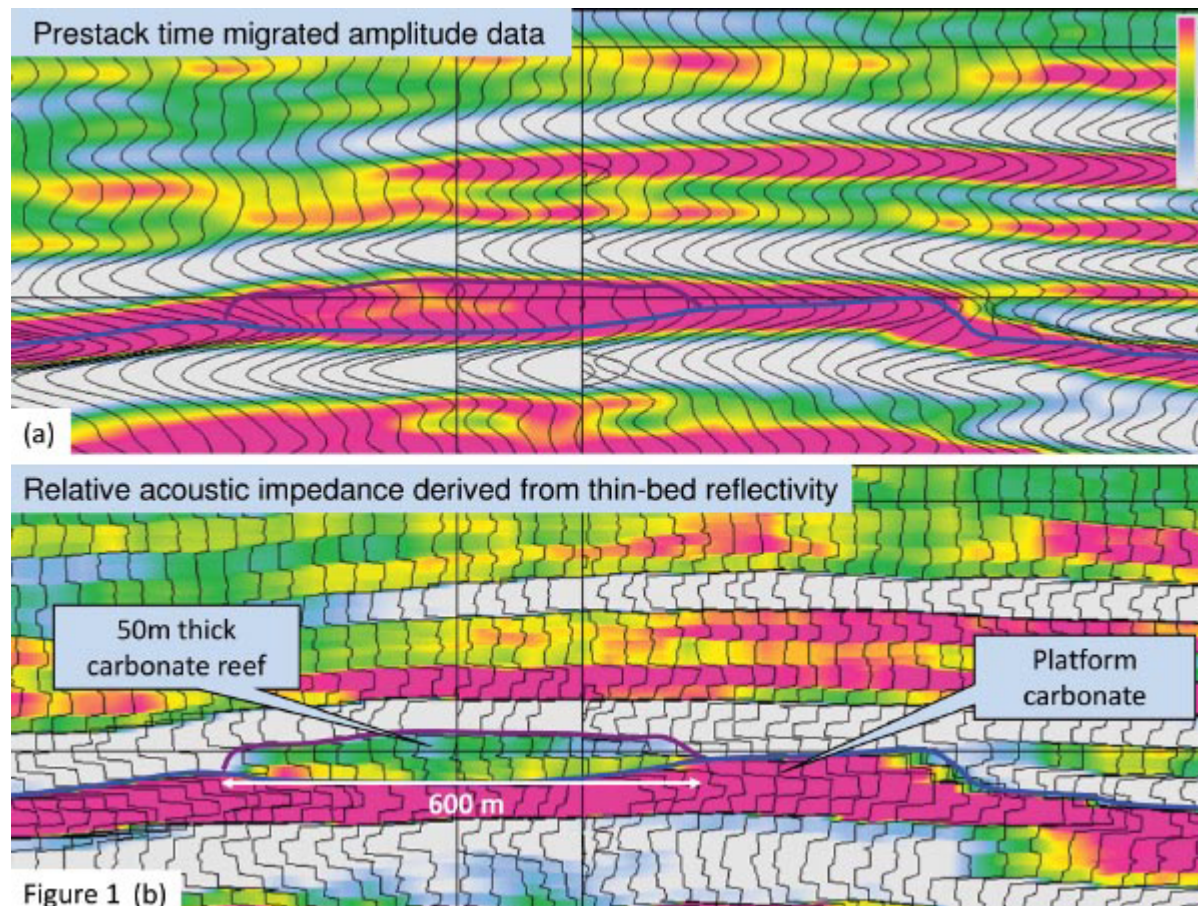 Prestack time migrated amplitude data
(a)
Relative acoustic impedance derived from thin-bed reflectivity
50m thick
carbonate reef
Platform
carbonate
600 m
Figure 1 (b)